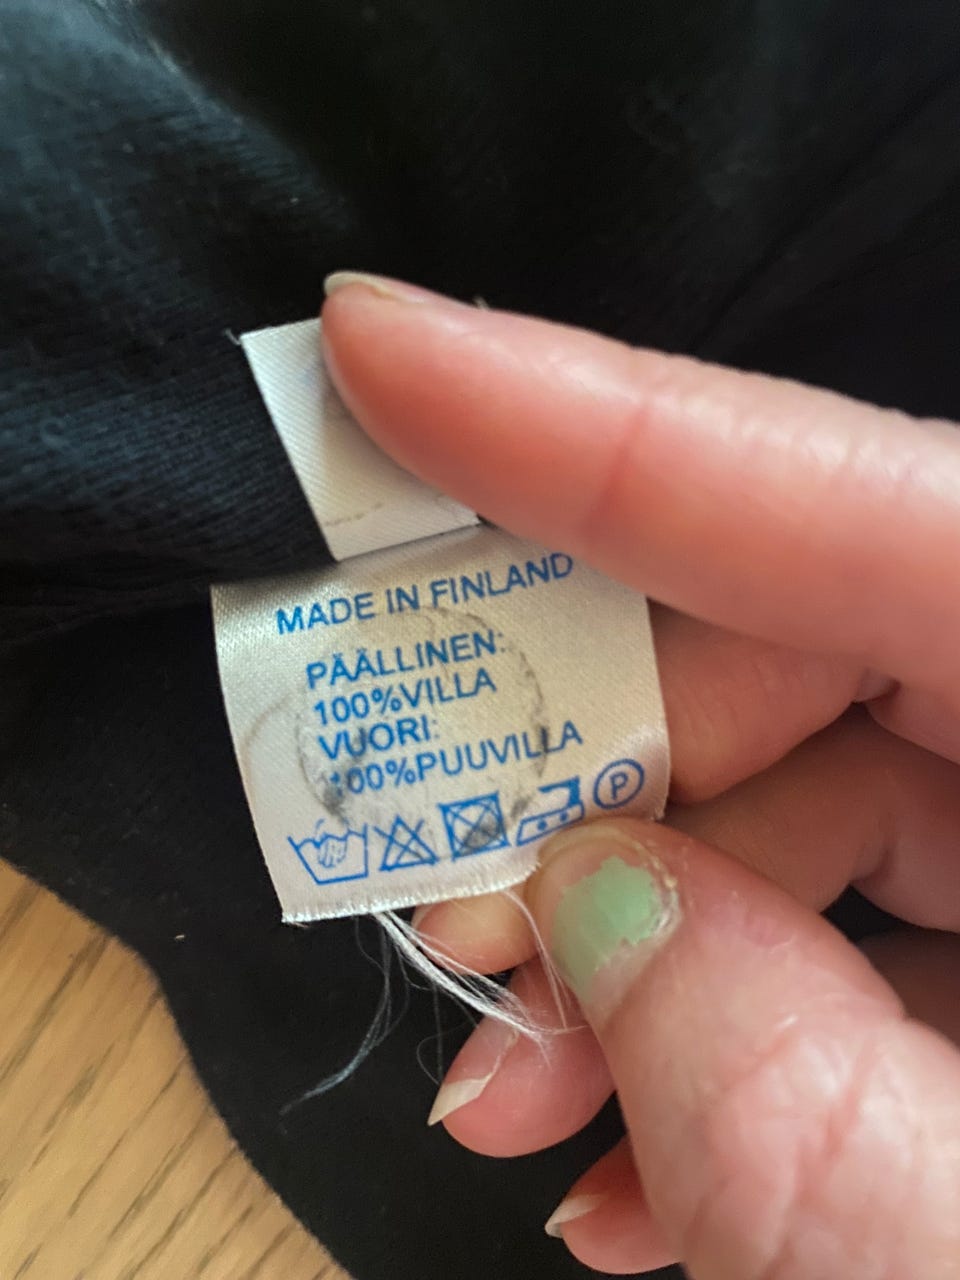 MADE IN FINLAND
PÄÄLLINEN:
100%VILLA
VUORI:
100%PUUVILLA
P